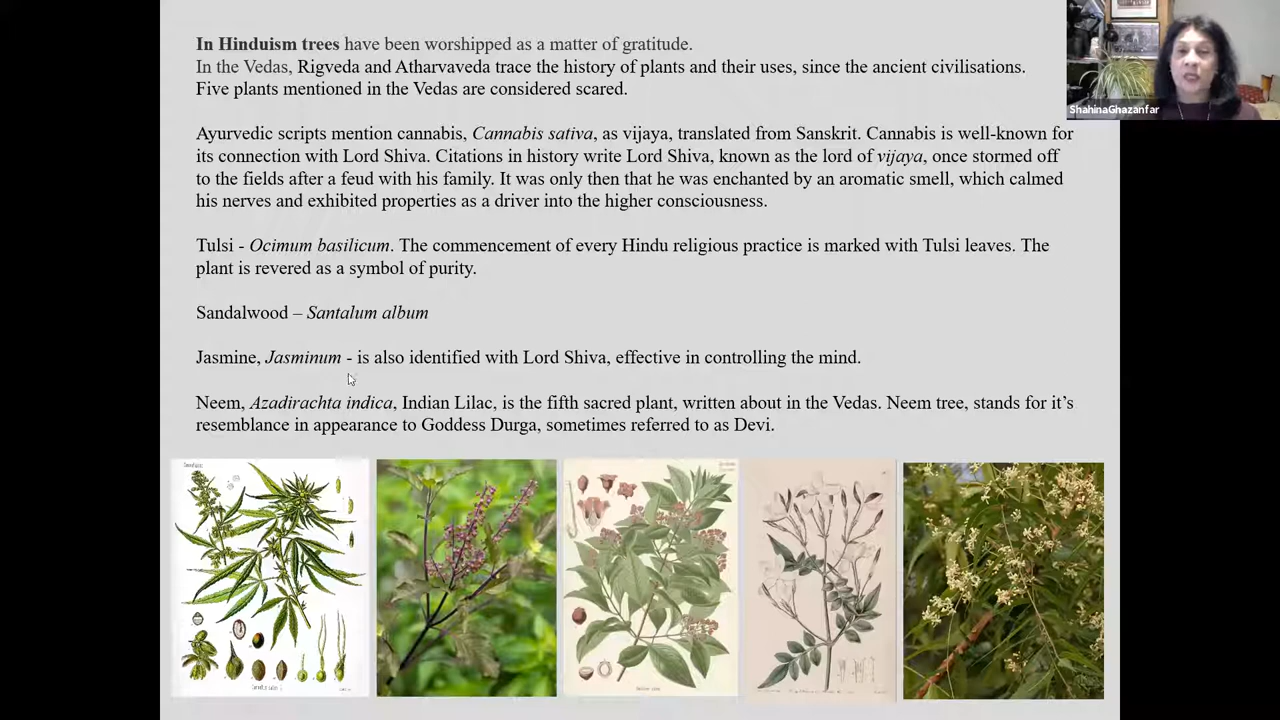 In Hinduism trees have been worshipped as a matter of gratitude.
In the Vedas, Rigveda and Atharvaveda trace the history of plants and their uses, since the ancient civilisations.
Five plants mentioned in the Vedas are considered scared.
Ayurvedic scripts mention cannabis, Cannabis sativa, as vijaya, translated from Sanskrit. Cannabis is well-known for
its connection with Lord Shiva. Citations in history write Lord Shiva, known as the lord of vijaya, once stormed off
to the fields after a feud with his family. It was only then that he was enchanted by an aromatic smell, which calmed
his nerves and exhibited properties as a driver into the higher consciousness.
Tulsi - Ocimum basilicum. The commencement of every Hindu religious practice is marked with Tulsi leaves. The
plant is revered as a symbol of purity.
Sandalwood – Santalum album
Jasmine, Jasminum - is also identified with Lord Shiva, effective in controlling the mind.
Neem, Azadirachta indica, Indian Lilac, is the fifth sacred plant, written about in the Vedas. Neem tree, stands for it’s
resemblance in appearance to Goddess Durga, sometimes referred to as Devi.
ShahinaGhazanfar